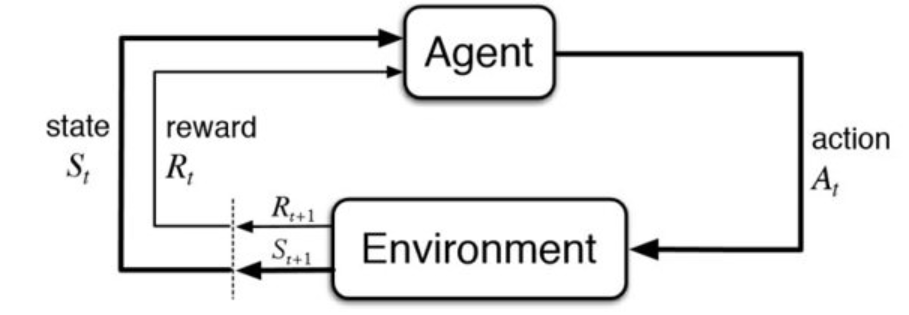 Agent
state
S_t
reward
R_t
action
A_t
R_{t+1}
S_{t+1}
Environment